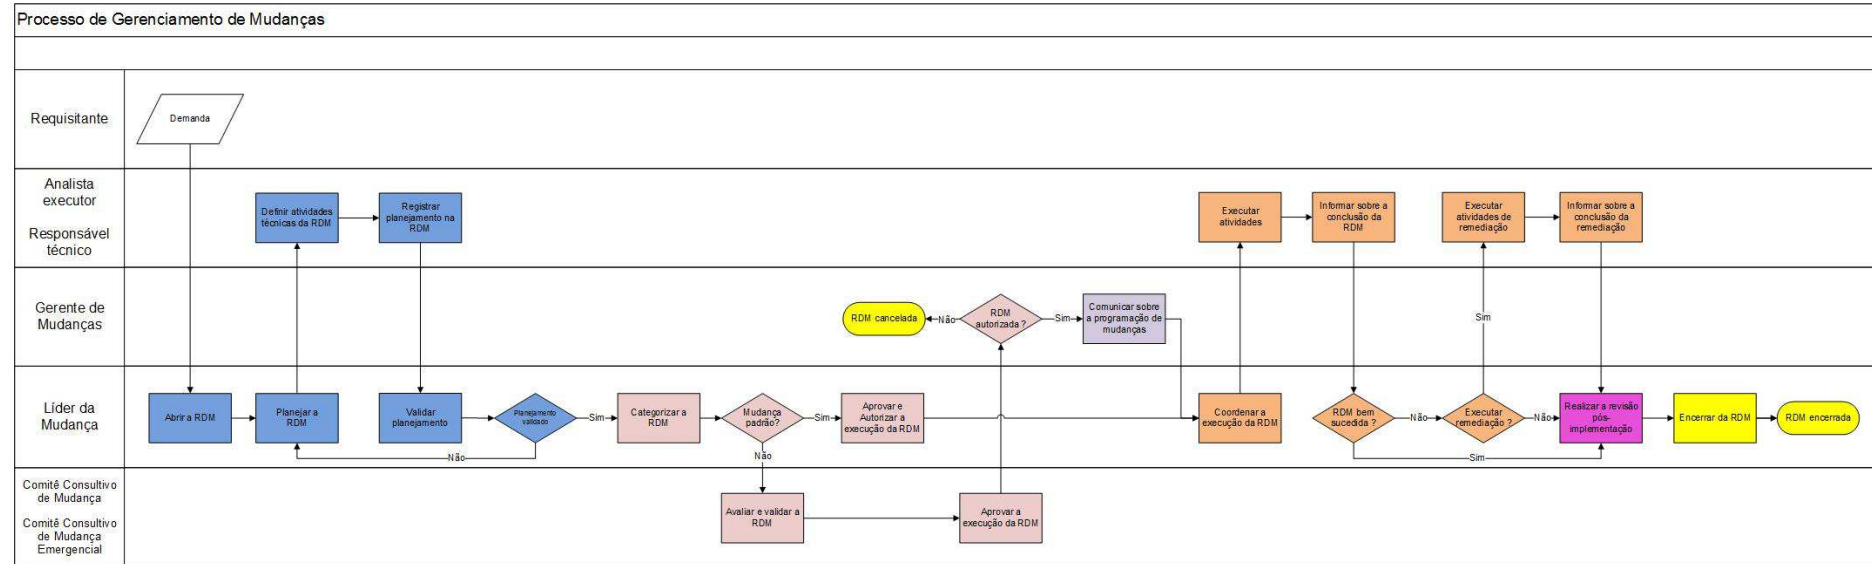 Processo de Gerenciamento de Mudanças
Requisitante
Demanda
Analista
executor
Responsável
técnico
Definir atividades
técnicas da RDM
Registrar
planejamento na
RDM
Executar
atividades
Informar sobre a
conclusão da
RDM
Executar
atividades de
remediação
Informar sobre a
conclusão da
remediação
Gerente de
Mudanças
RDM cancelada
Não
RDM
autorizada ?
Sim
Comunicar sobre
a programação de
mudanças
Sim
Líder da
Mudança
Abrir a RDM
Planejar a
RDM
Validar
planejamento
Planejamento
validado
Sim
Categorizar a
RDM
Mudança
padrão?
Sim
Aprovar e
Autorizar a
execução da RDM
Coordenar a
execução da RDM
RDM bem
sucedida ?
Não
Executar
remediação ?
Não
Realizar a revisão
pós-
implementação
Encerrar da RDM
RDM encerrada
Não
Não
Sim
Comitê Consultivo
de Mudança
Comitê Consultivo
de Mudança
Emergencial
Avaliar e validar a
RDM
Aprovar a
execução da RDM